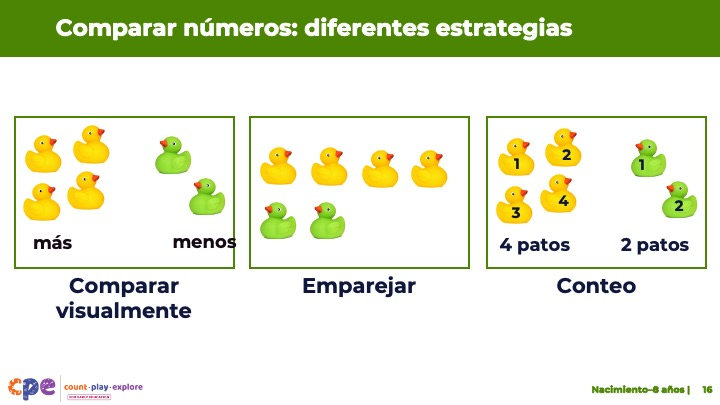 Comparar números: diferentes estrategias
1
2
3
4
1
2
más
menos
4 patos
2 patos
Comparar
visualmente
Emparejar
Conteo
cpe
count·play·explore
Nacimiento–8 años | 16